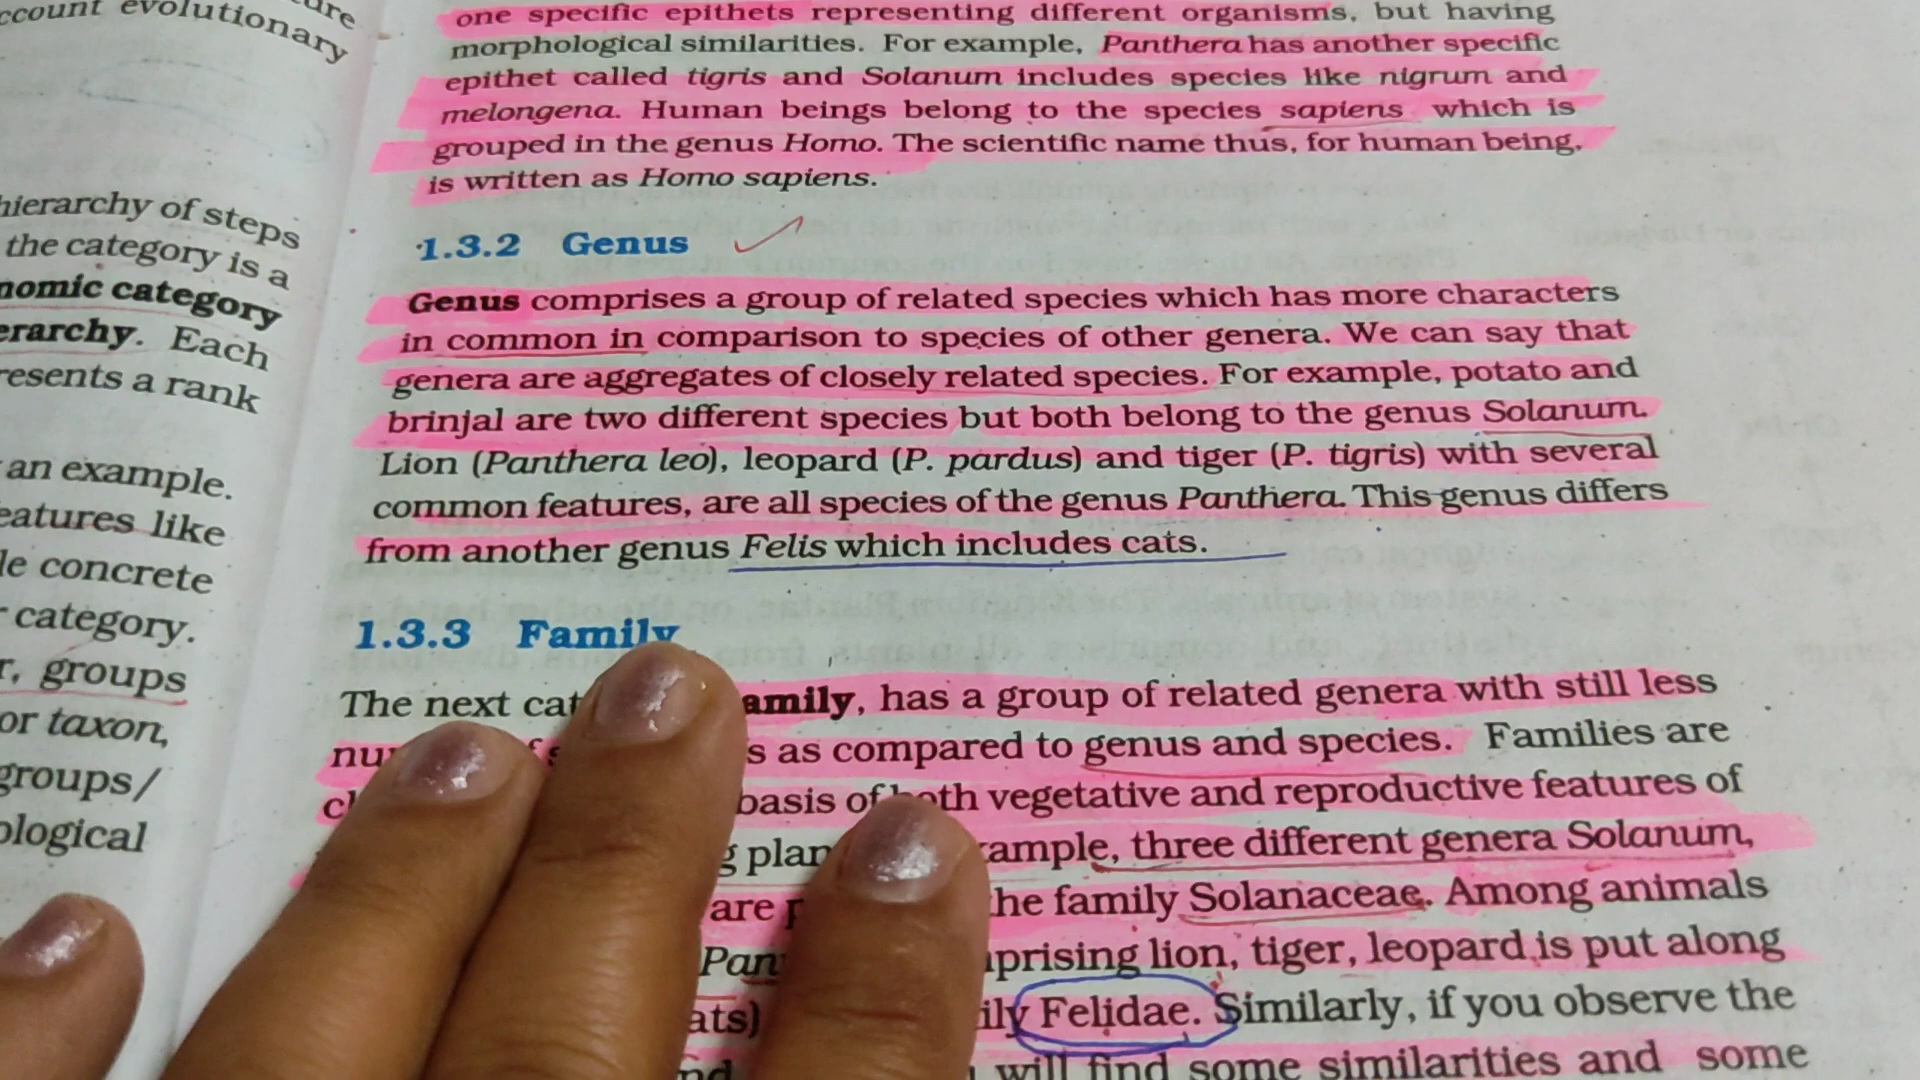 ccount evolutionary
hierarchy of steps
the category is a
nomic category
erarchy. Each
resents a rank
an example.
eatures like
le concrete
category.
r, groups
or taxon,
groups/
ological
one specific epithets representing different organisms, but having
morphological similarities. For example, Panthera has another specific
epithet called tigris and Solanum includes species like nigrum and
melongena. Human beings belong to the species sapiens which is
grouped in the genus Homo. The scientific name thus, for human being,
is written as Homo sapiens.
1.3.2 Genus
Genus comprises a group of related species which has more characters
in common in comparison to species of other genera. We can say that
genera are aggregates of closely related species. For example, potato and
brinjal are two different species but both belong to the genus Solanum.
Lion (Panthera leo), leopard (P. pardus) and tiger (P. tigris) with several
common features, are all species of the genus Panthera. This genus differs
from another genus Felis which includes cats.
1.3.3 Family
The next cat amily, has a group of related genera with still less
s as compared to genus and species. Families are
basis of both vegetative and reproductive features of
g plan ample, three different genera Solanum,
are he family Solanaceae. Among animals
Pan prising lion, tiger, leopard is put along
ats) ily Felidae. Similarly, if you observe the
will find some similarities and some